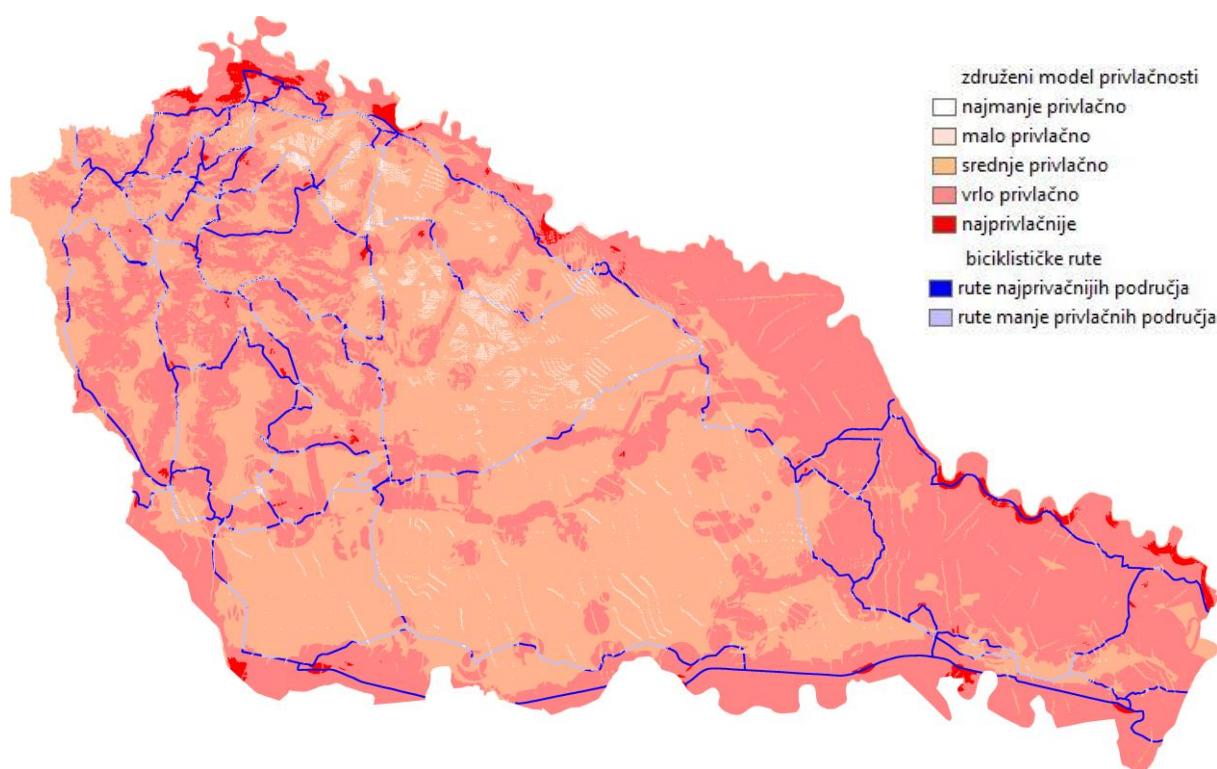 združeni model privlačnosti
najmanje privlačno
malo privlačno
srednje privlačno
vrlo privlačno
najprivlačnije
biciklističke rute
rute najprivačnijih područja
rute manje privlačnih područja